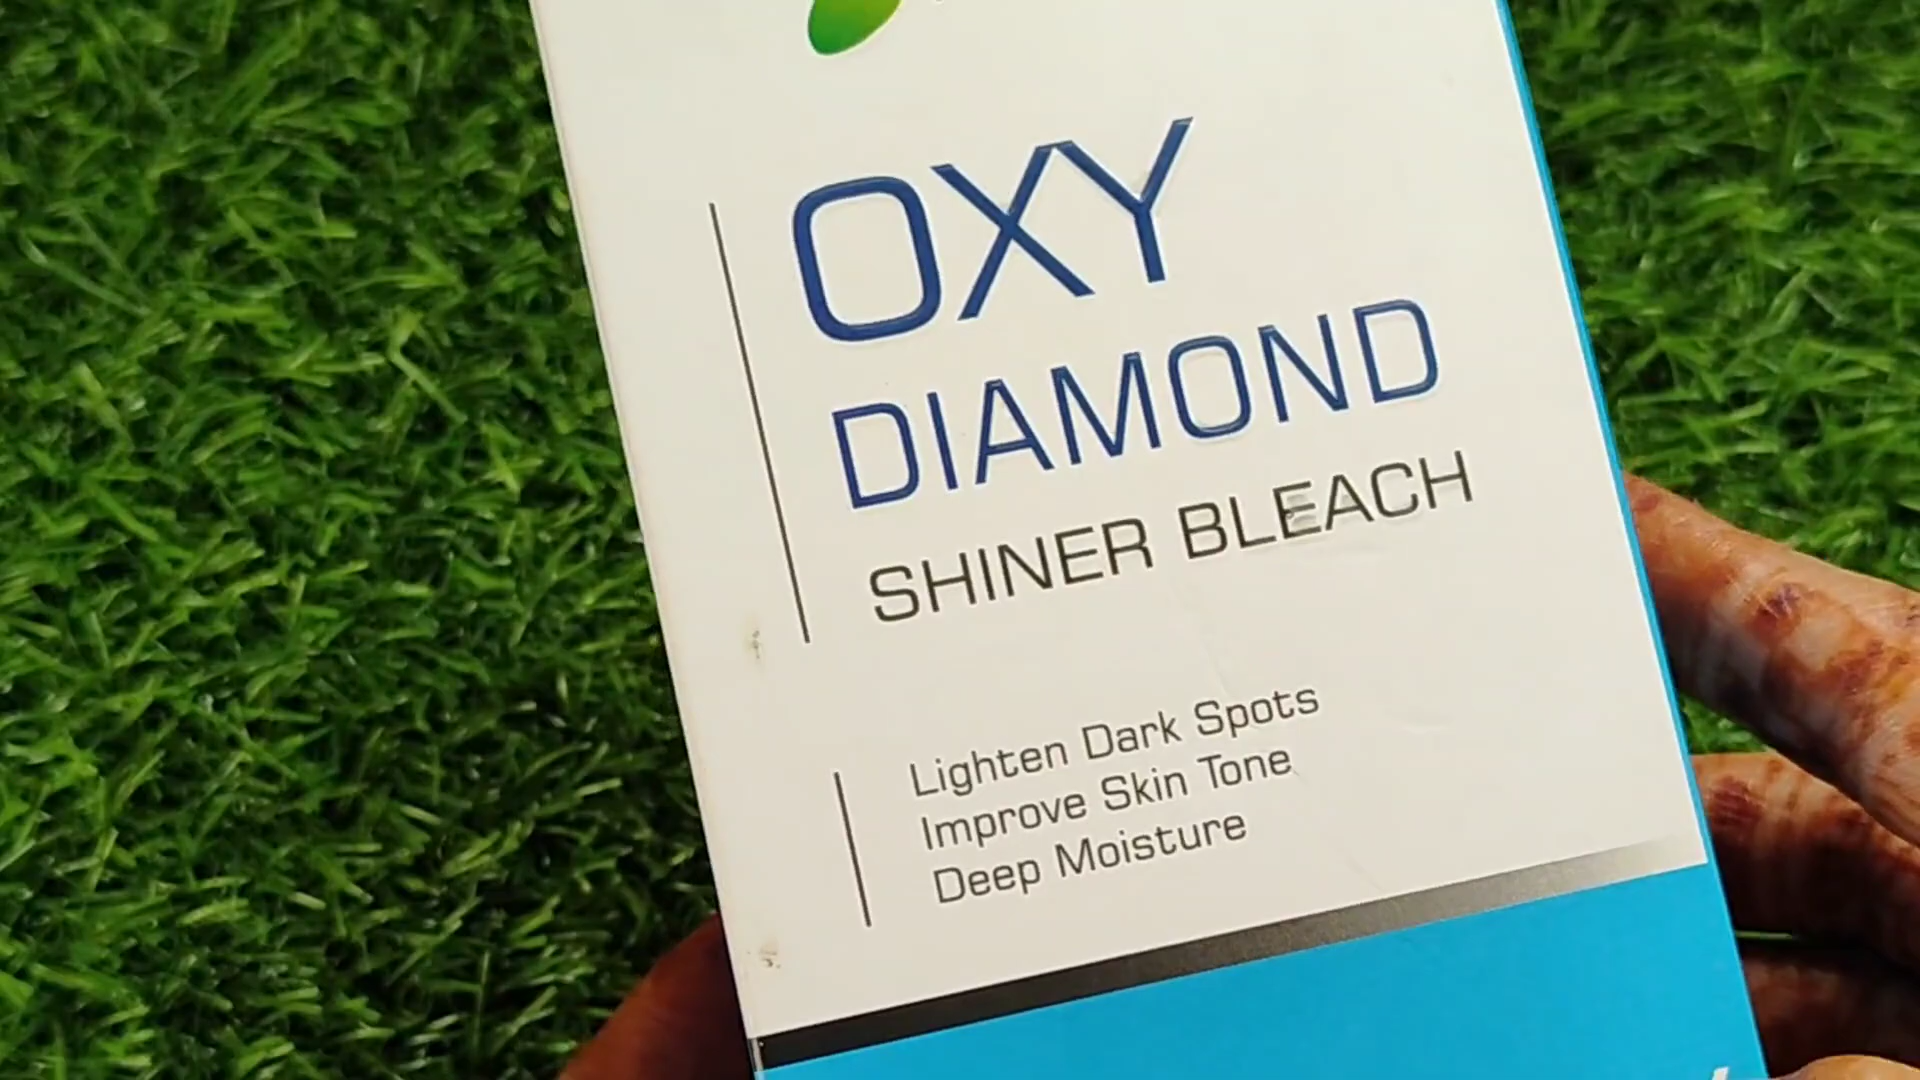 OXY
DIAMOND
SHINER BLEACH
Lighten Dark Spots
Improve Skin Tone
Deep Moisture